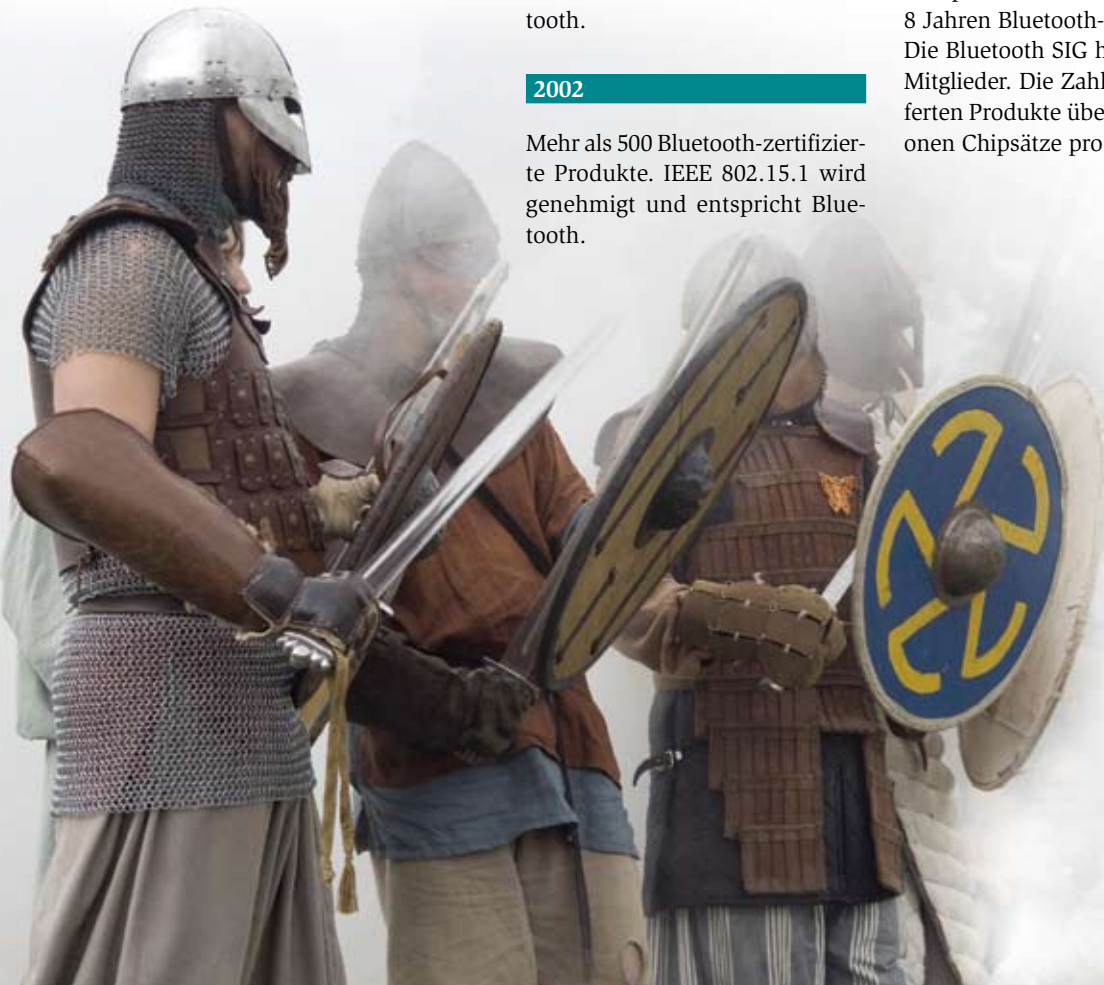 tooth.
2002
Mehr als 500 Bluetooth-zertifizier-
te Produkte. IEEE 802.15.1 wird
genehmigt und entspricht Blue-
tooth.
8 Jahren Bluetooth-
Die Bluetooth SIG h
Mitglieder. Die Zahl
ferten Produkte übe
onen Chipsätze pro